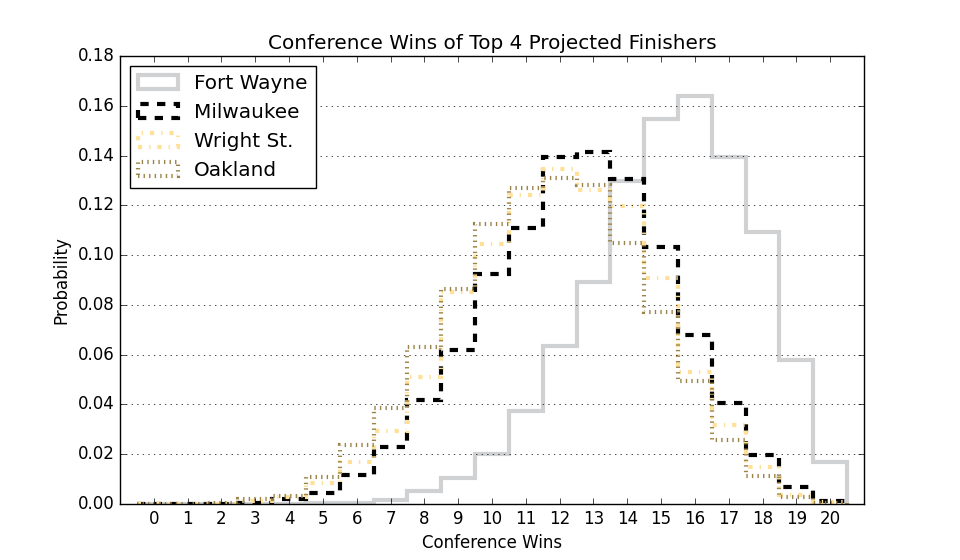 Conference Wins of Top 4 Projected Finishers
0.18
0.16
0.14
0.12
0.10
0.08
0.06
0.04
0.02
0.00
Probability
Fort Wayne
Milwaukee
Wright St.
Oakland
0 1 2 3 4 5 6 7 8 9 10 11 12 13 14 15 16 17 18 19 20
Conference Wins